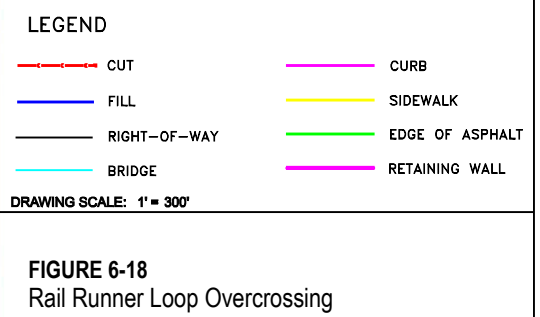 LEGEND
CUT
CURB
FILL
SIDEWALK
RIGHT-OF-WAY
EDGE OF ASPHALT
BRIDGE
RETAINING WALL
DRAWING SCALE: 1' = 300'
FIGURE 6-18
Rail Runner Loop Overcrossing